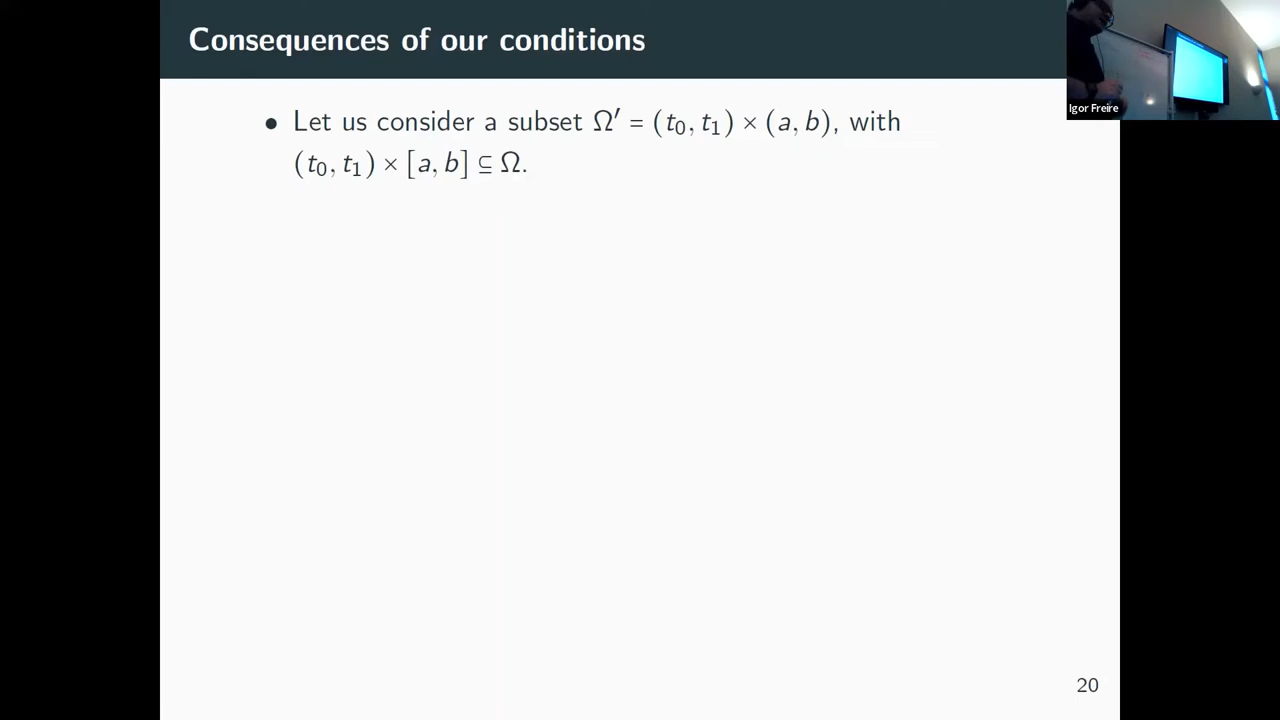 Consequences of our conditions
Igor Freire
• Let us consider a subset Ω′ = (t₀, t₁) × (a, b), with
(t₀, t₁) × [a, b] ⊆ Ω.
20